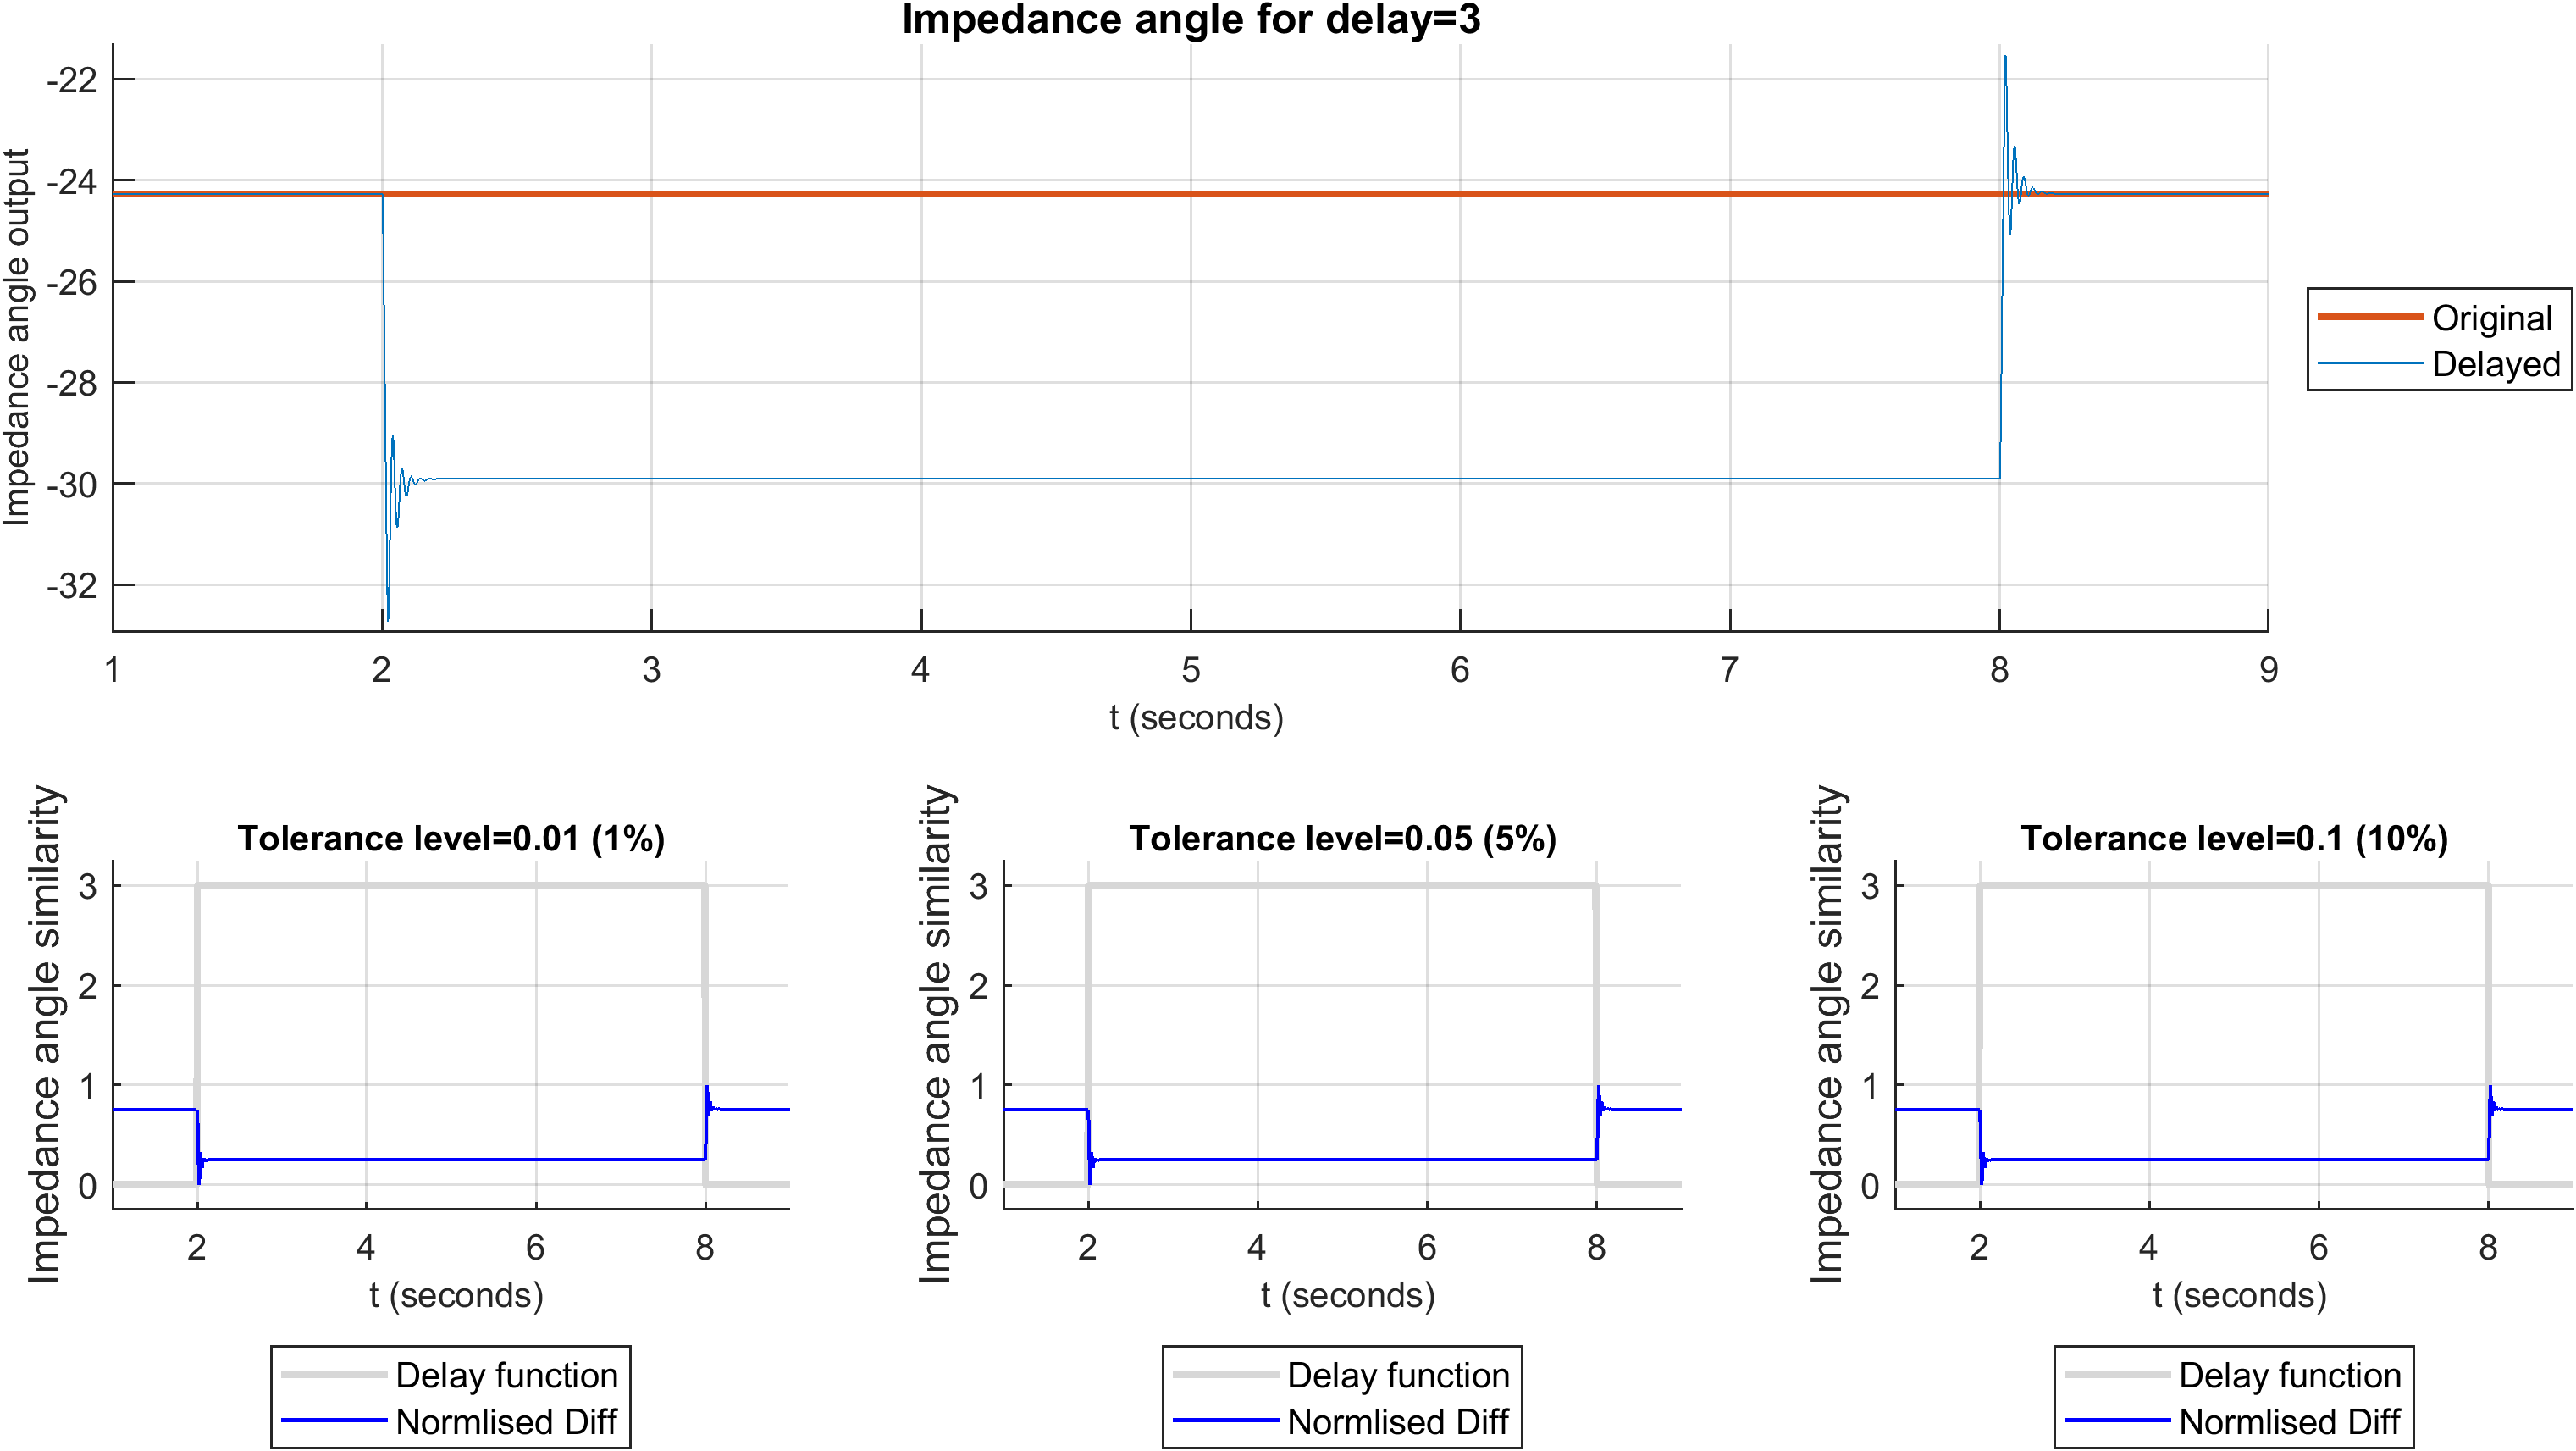 Impedance angle for delay=3
Impedance angle output
-22
-24
-26
-28
-30
-32
1 2 3 4 5 6 7 8 9
t (seconds)
Original
Delayed
Impedance angle similarity
Tolerance level=0.01 (1%)
3
2
1
0
2 4 6 8
t (seconds)
Delay function
Normlised Diff
Impedance angle similarity
Tolerance level=0.05 (5%)
3
2
1
0
2 4 6 8
t (seconds)
Delay function
Normlised Diff
Impedance angle similarity
Tolerance level=0.1 (10%)
3
2
1
0
2 4 6 8
t (seconds)
Delay function
Normlised Diff